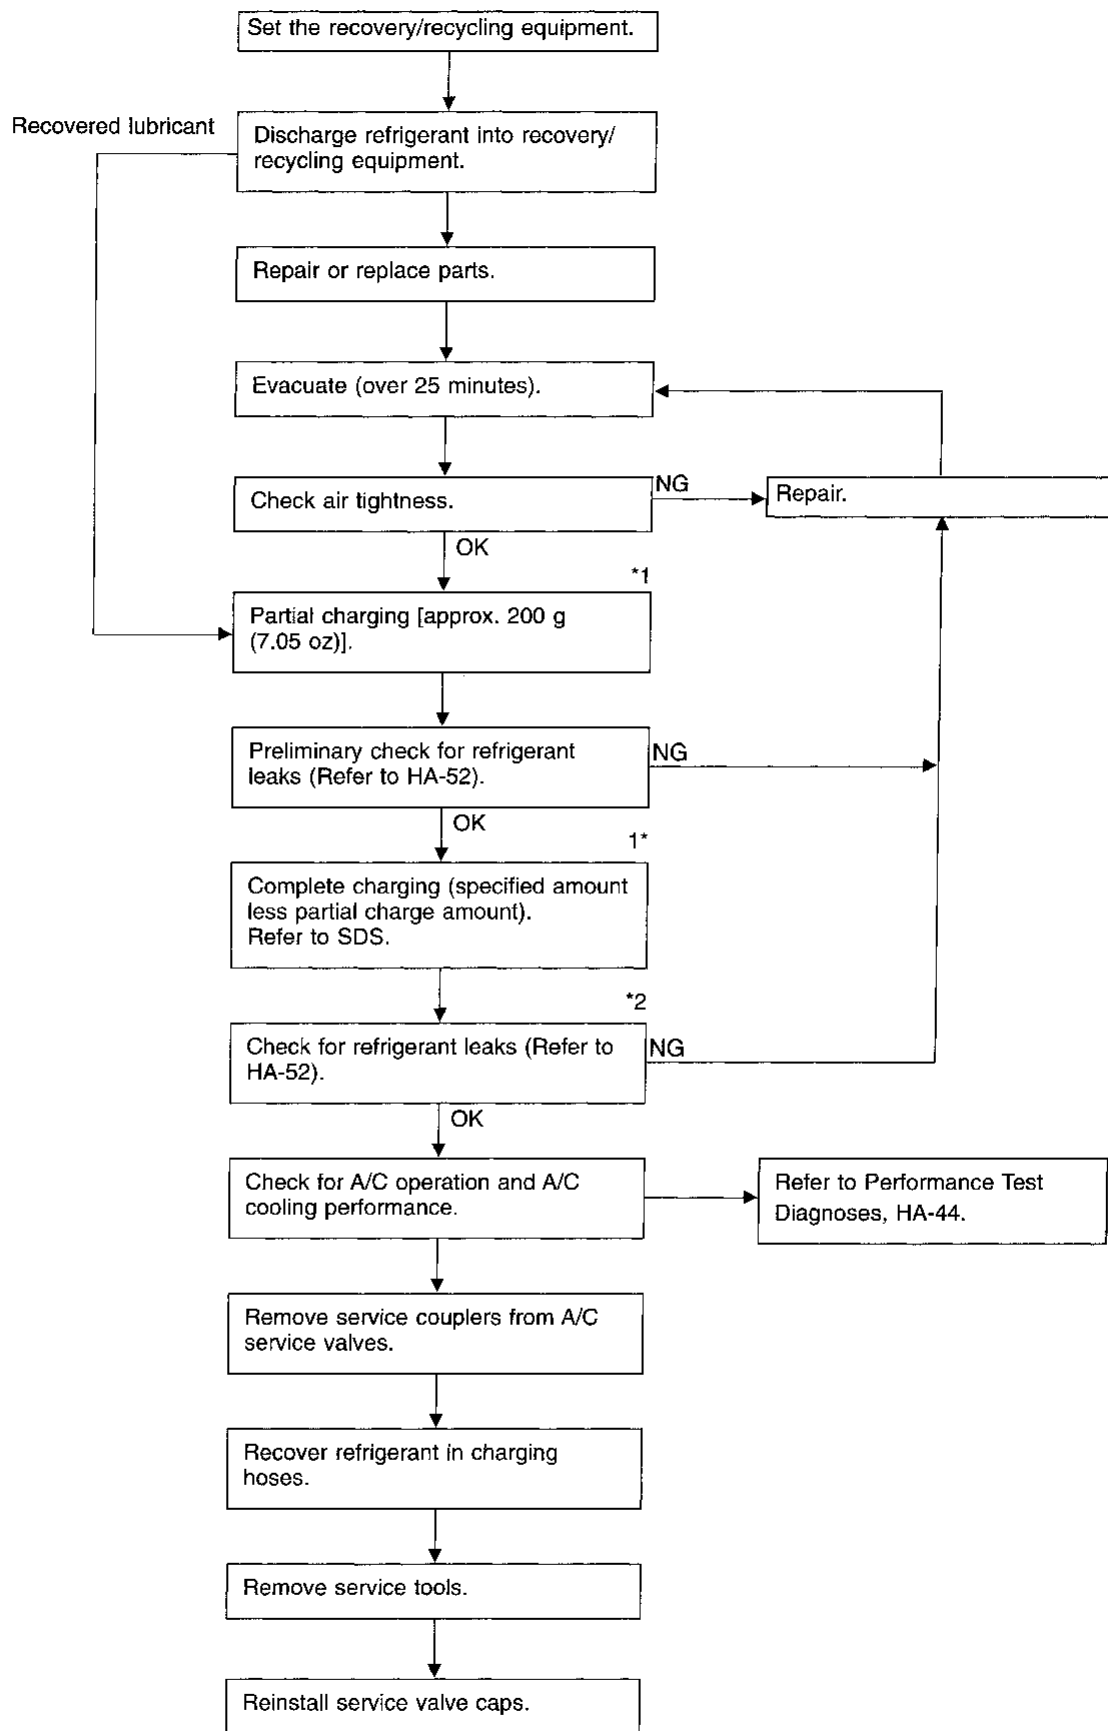 Set the recovery/recycling equipment.
Recovered lubricant
Discharge refrigerant into recovery/
recycling equipment.
Repair or replace parts.
Evacuate (over 25 minutes).
Check air tightness.
NG
Repair.
OK
*1
Partial charging [approx. 200 g
(7.05 oz)].
Preliminary check for refrigerant
leaks (Refer to HA-52).
NG
OK
1*
Complete charging (specified amount
less partial charge amount).
Refer to SDS.
*2
Check for refrigerant leaks (Refer to
HA-52).
NG
OK
Check for A/C operation and A/C
cooling performance.
Refer to Performance Test
Diagnoses, HA-44.
Remove service couplers from A/C
service valves.
Recover refrigerant in charging
hoses.
Remove service tools.
Reinstall service valve caps.